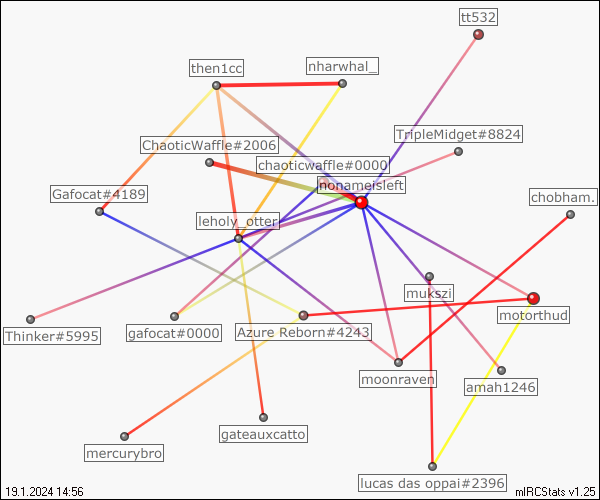 tt532
then1cc
nharwhal_
TripleMidget#8824
ChaoticWaffle#2006
chaoticwaffle#0000
nonameisleft
Gafocat#4189
chobham.
leholy_otter
mukszi
motorthud
Thinker#5995
gafocat#0000
Azure Reborn#4243
moonraven
amah1246
gateauxcatto
mercurybro
lucas das oppai#2396
19.1.2024 14:56
mIRCStats v1.25